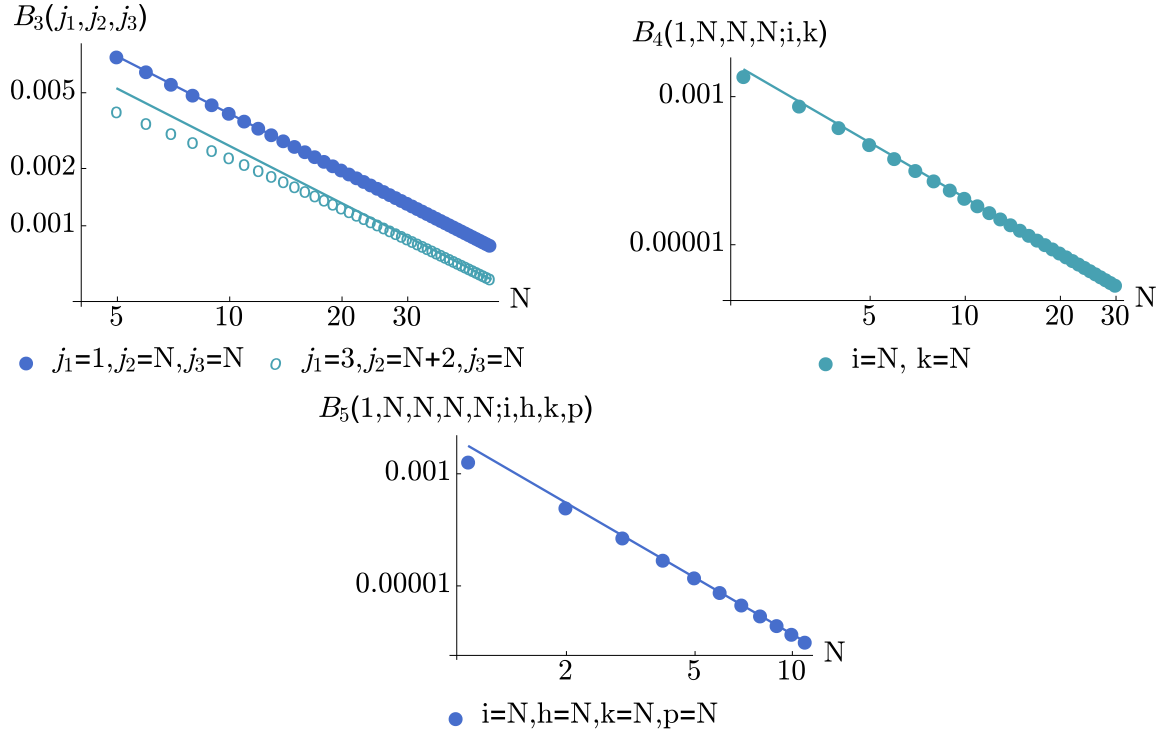 B₃(j₁,j₂,j₃)
0.005
0.002
0.001
5 10 20 30 N
j₁=1,j₂=N,j₃=N j₁=3,j₂=N+2,j₃=N
B₄(1,N,N,N;i,k)
0.001
0.00001
5 10 20 30 N
i=N, k=N
B₅(1,N,N,N,N;i,h,k,p)
0.001
0.00001
2 5 10 N
i=N,h=N,k=N,p=N